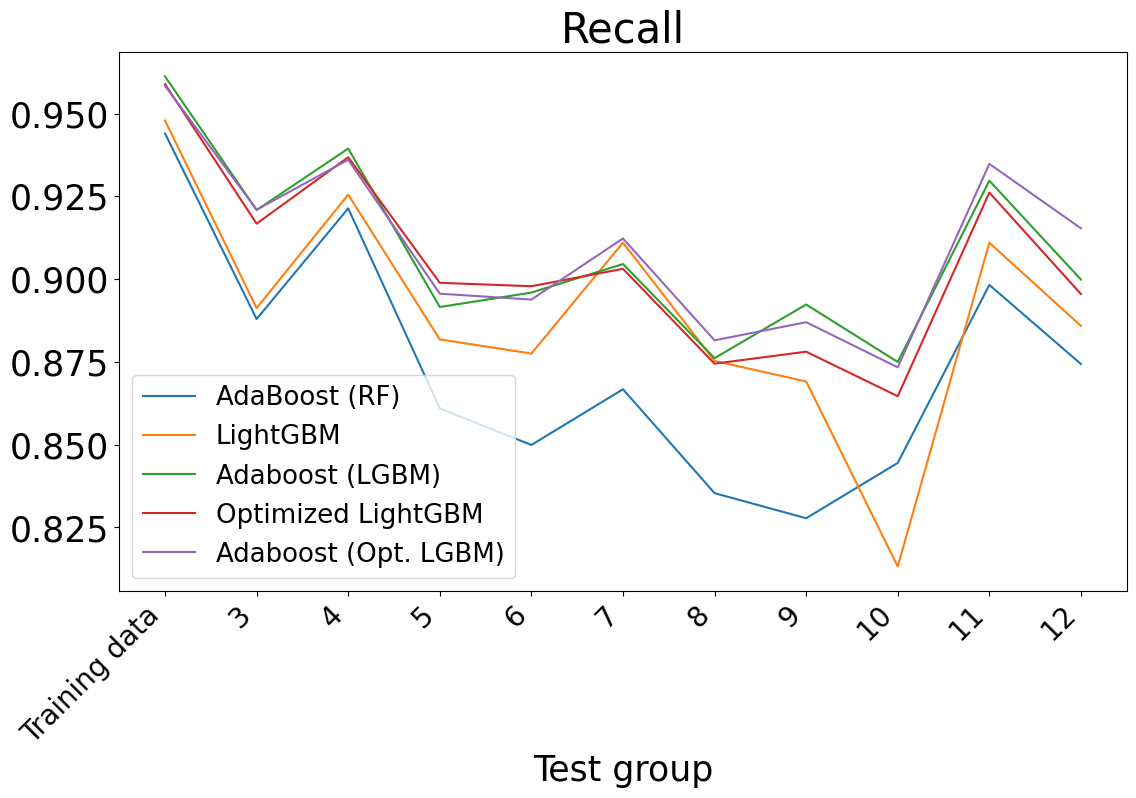 Recall
0.950
0.925
0.900
0.875
0.850
0.825
AdaBoost (RF)
LightGBM
Adaboost (LGBM)
Optimized LightGBM
Adaboost (Opt. LGBM)
Training data
3
4
5
6
7
8
9
10
11
12
Test group